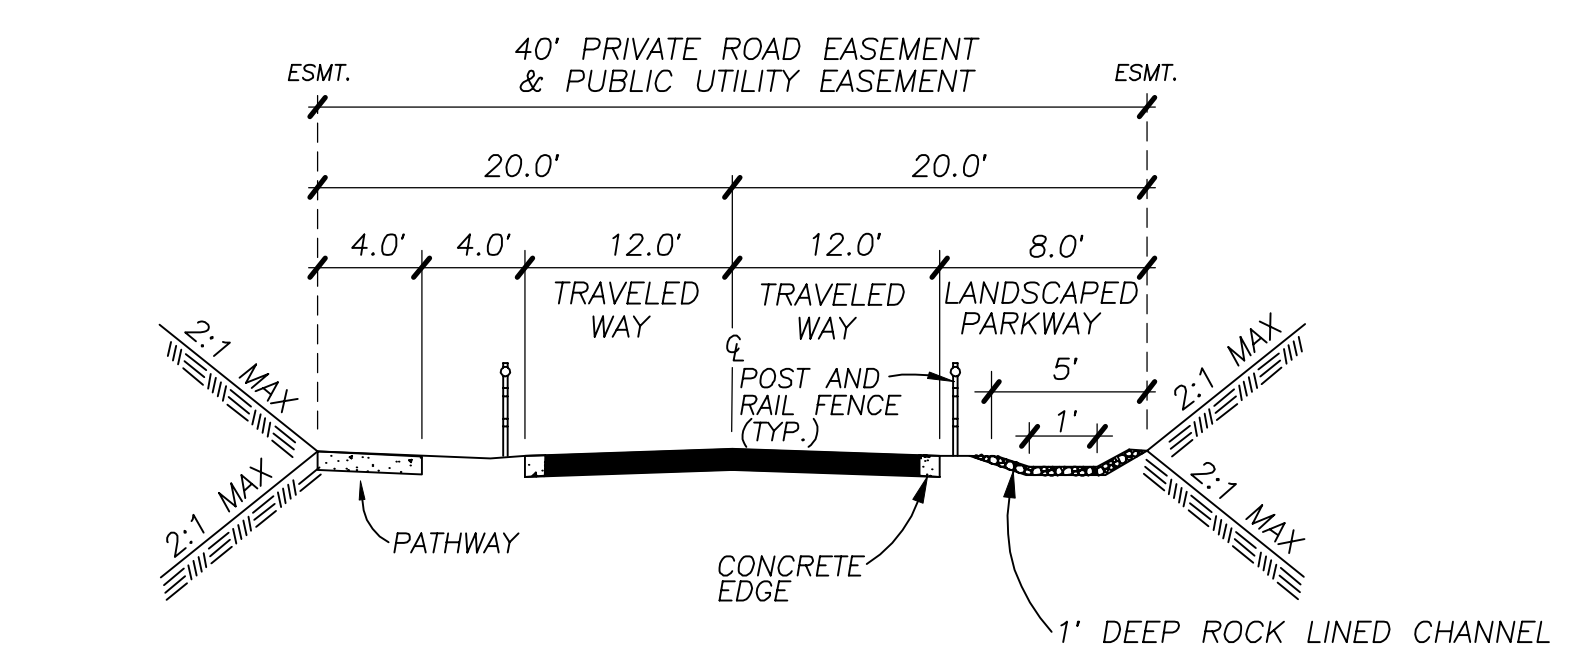 40' PRIVATE ROAD EASEMENT
& PUBLIC UTILITY EASEMENT
ESMT.
ESMT.
20.0'
20.0'
4.0'
4.0'
12.0'
12.0'
8.0'
TRAVELED
WAY
TRAVELED
WAY
LANDSCAPED
PARKWAY
2:1 MAX
2:1 MAX
℄
POST AND
RAIL FENCE
(TYP.)
5'
1'
2:1 MAX
2:1 MAX
PATHWAY
CONCRETE
EDGE
1' DEEP ROCK LINED CHANNEL